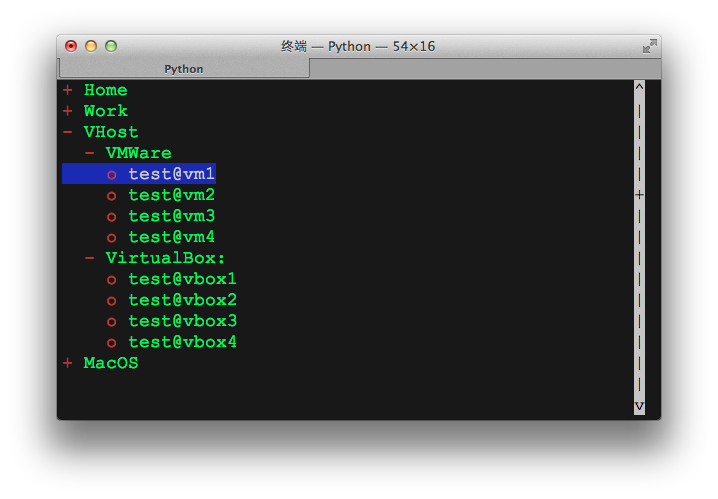 终端 — Python — 54×16
Python
+ Home
+ Work
- VHost
- VMWare
o test@vm1
o test@vm2
o test@vm3
o test@vm4
- VirtualBox:
o test@vbox1
o test@vbox2
o test@vbox3
o test@vbox4
+ MacOS